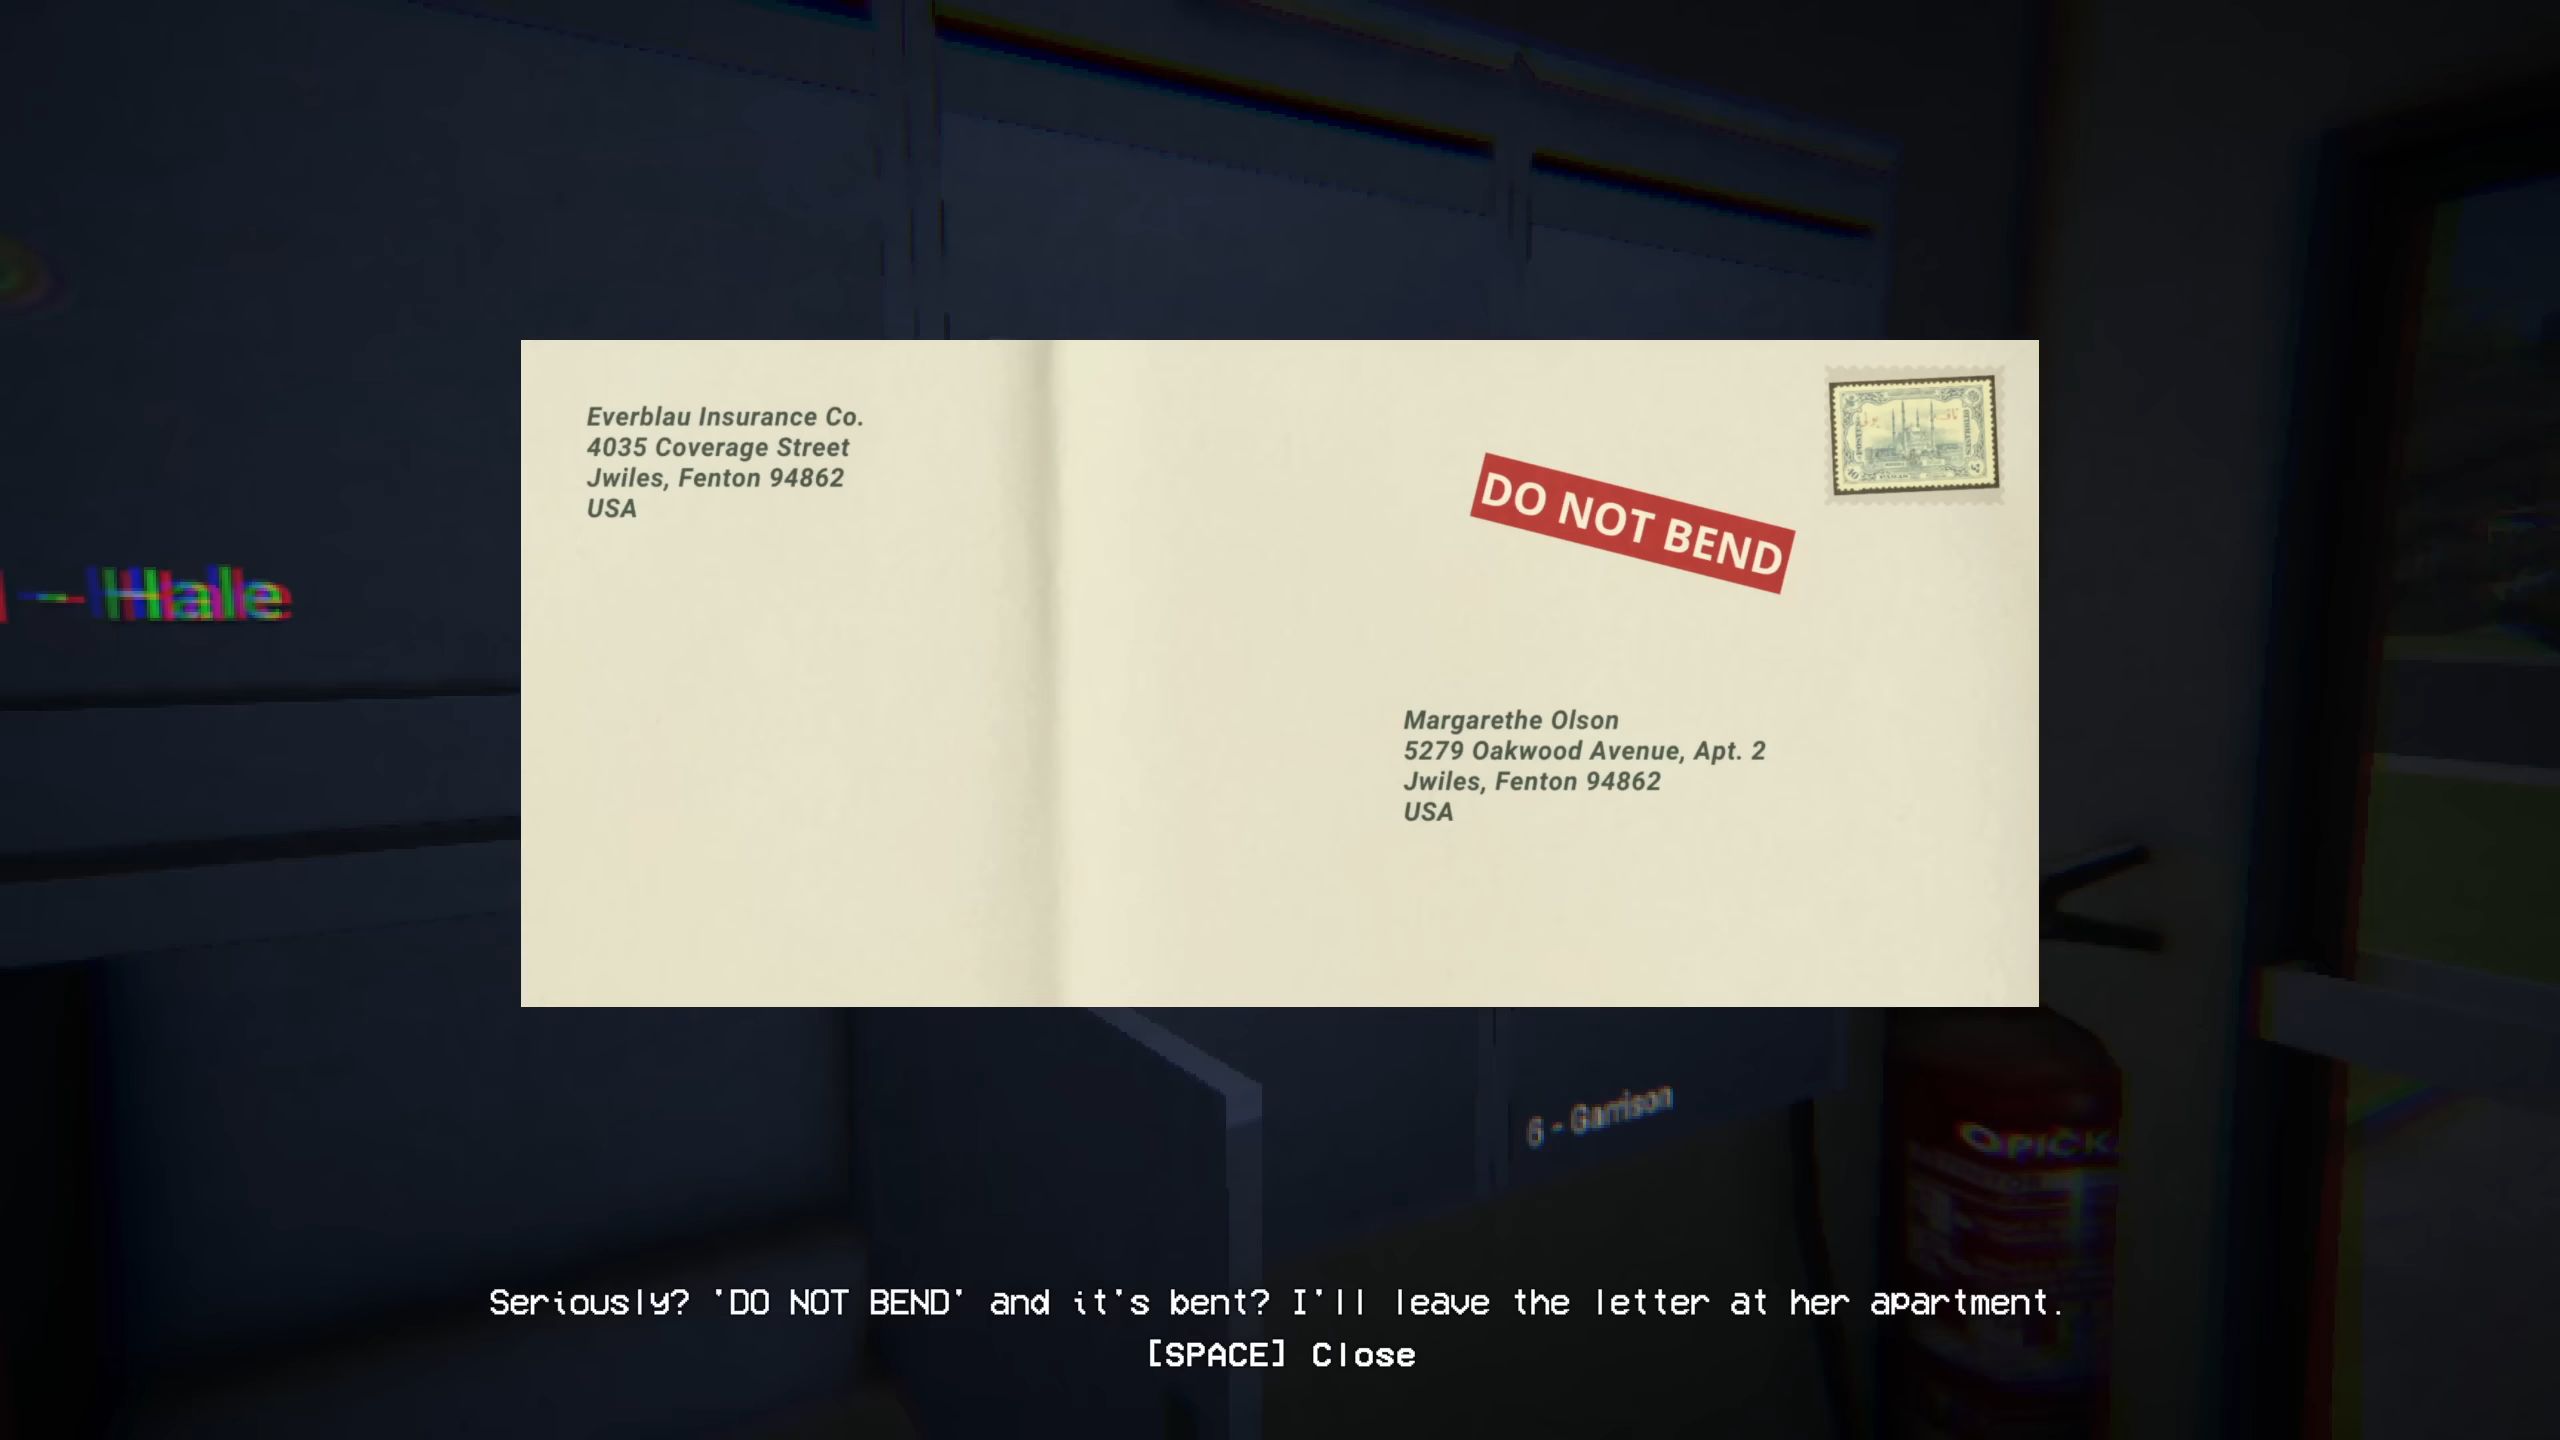 Everblau Insurance Co.
4035 Coverage Street
Jwiles, Fenton 94862
USA
DO NOT BEND
Margarethe Olson
5279 Oakwood Avenue, Apt. 2
Jwiles, Fenton 94862
USA
- Halle
6 - Garrison
Seriously? 'DO NOT BEND' and it's bent? I'll leave the letter at her apartment.
[SPACE] Close